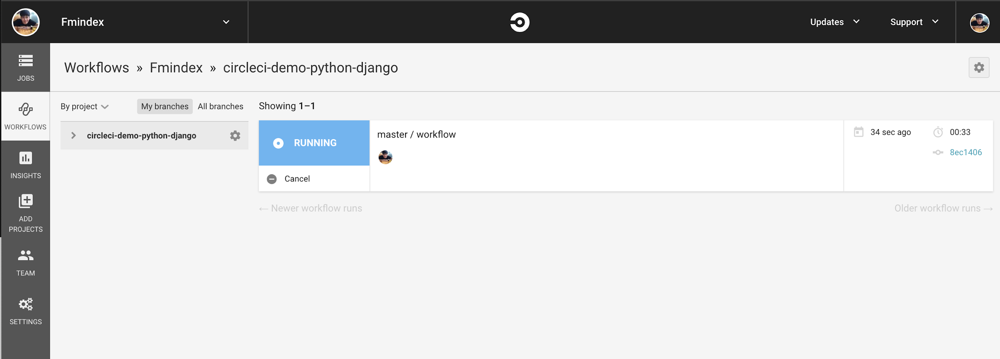 Fmindex
Updates
Support
JOBS
WORKFLOWS
INSIGHTS
ADD
PROJECTS
TEAM
SETTINGS
Workflows » Fmindex » circleci-demo-python-django
By project
My branches
All branches
circleci-demo-python-django
Showing 1–1
RUNNING
Cancel
master / workflow
34 sec ago
00:33
8ec1406
← Newer workflow runs
Older workflow runs →